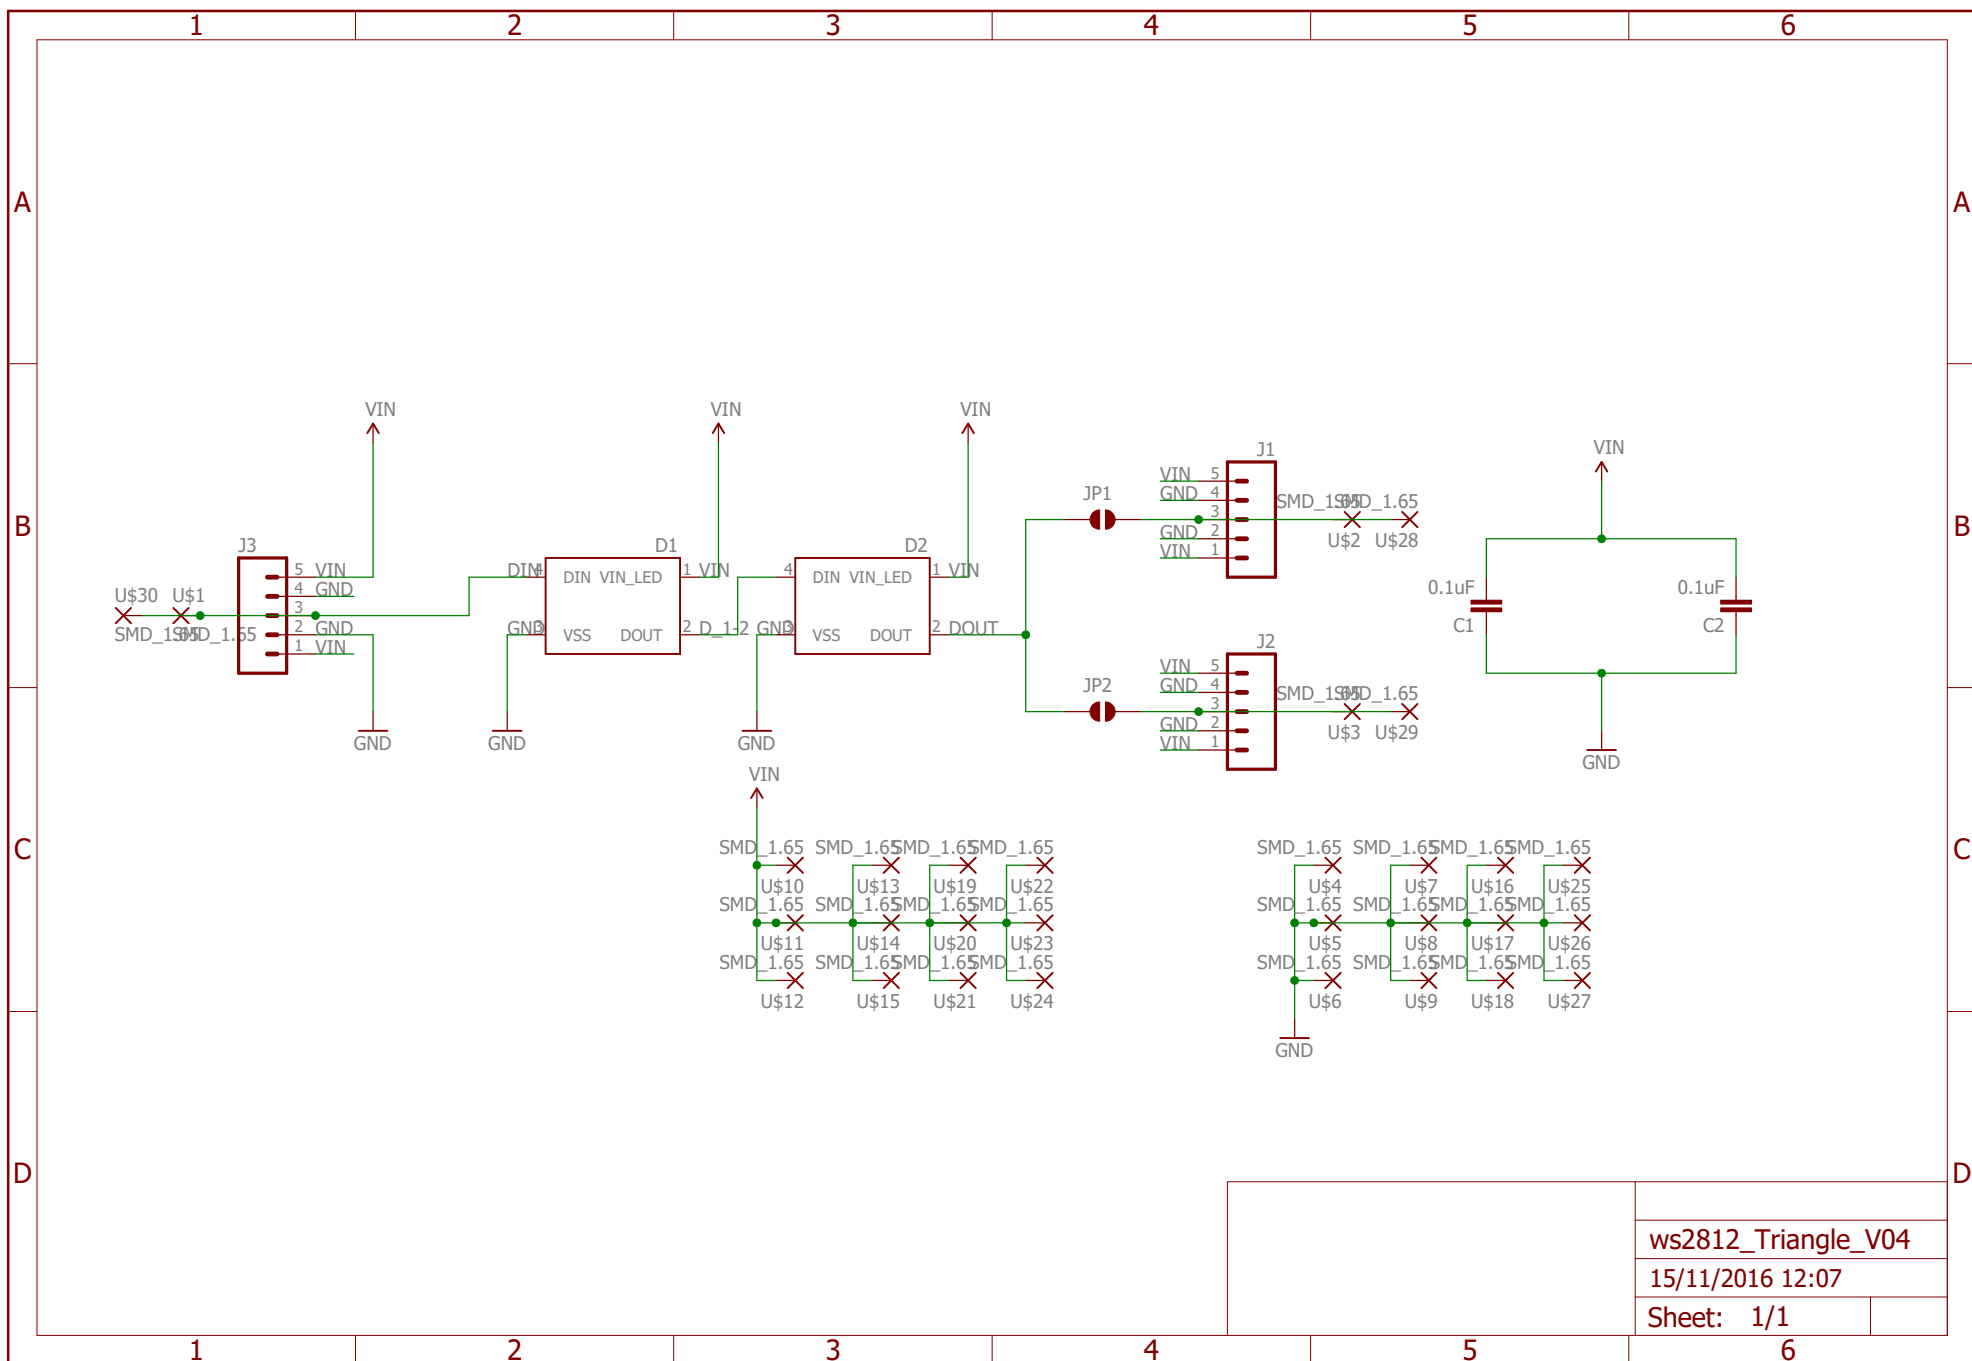 1 2 3 4 5 6
A A
VIN VIN VIN
J1
VIN
VIN 5
JP1 GND 4
SMD_1.65 SMD_1.65
3
B B
GND 2
U$2 U$28
J3 D1 D2
VIN 1
5 VIN DIN 4 DIN VIN_LED 1 VIN 4 DIN VIN_LED 1 VIN
4 GND
0.1uF 0.1uF
U$30 U$1
3
C1 C2
SMD_1.65 SMD_1.65
2 GND GND 3 VSS DOUT 2 D_1-2 GND 3 VSS DOUT 2 DOUT
J2
1 VIN
VIN 5
JP2 GND 4
SMD_1.65 SMD_1.65
3
GND 2
U$3 U$29
GND GND GND VIN 1
GND
VIN
SMD_1.65 SMD_1.65 SMD_1.65 SMD_1.65 SMD_1.65 SMD_1.65 SMD_1.65 SMD_1.65
C C
U$10 U$13 U$19 U$22 U$4 U$7 U$16 U$25
SMD_1.65 SMD_1.65 SMD_1.65 SMD_1.65 SMD_1.65 SMD_1.65 SMD_1.65 SMD_1.65
U$11 U$14 U$20 U$23 U$5 U$8 U$17 U$26
SMD_1.65 SMD_1.65 SMD_1.65 SMD_1.65 SMD_1.65 SMD_1.65 SMD_1.65 SMD_1.65
U$12 U$15 U$21 U$24 U$6 U$9 U$18 U$27
GND
D D
ws2812_Triangle_V04
15/11/2016 12:07
Sheet: 1/1
1 2 3 4 5 6